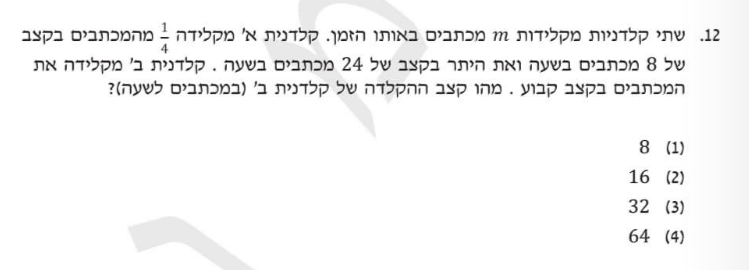 12. שתי קלדניות מקלידות m מכתבים באותו הזמן. קלדנית א' מקלידה 1/4 מהמכתבים בקצב
של 8 מכתבים בשעה ואת היתר בקצב של 24 מכתבים בשעה . קלדנית ב' מקלידה את
המכתבים בקצב קבוע . מהו קצב ההקלדה של קלדנית ב' (במכתבים לשעה)?
(1) 8
(2) 16
(3) 32
(4) 64